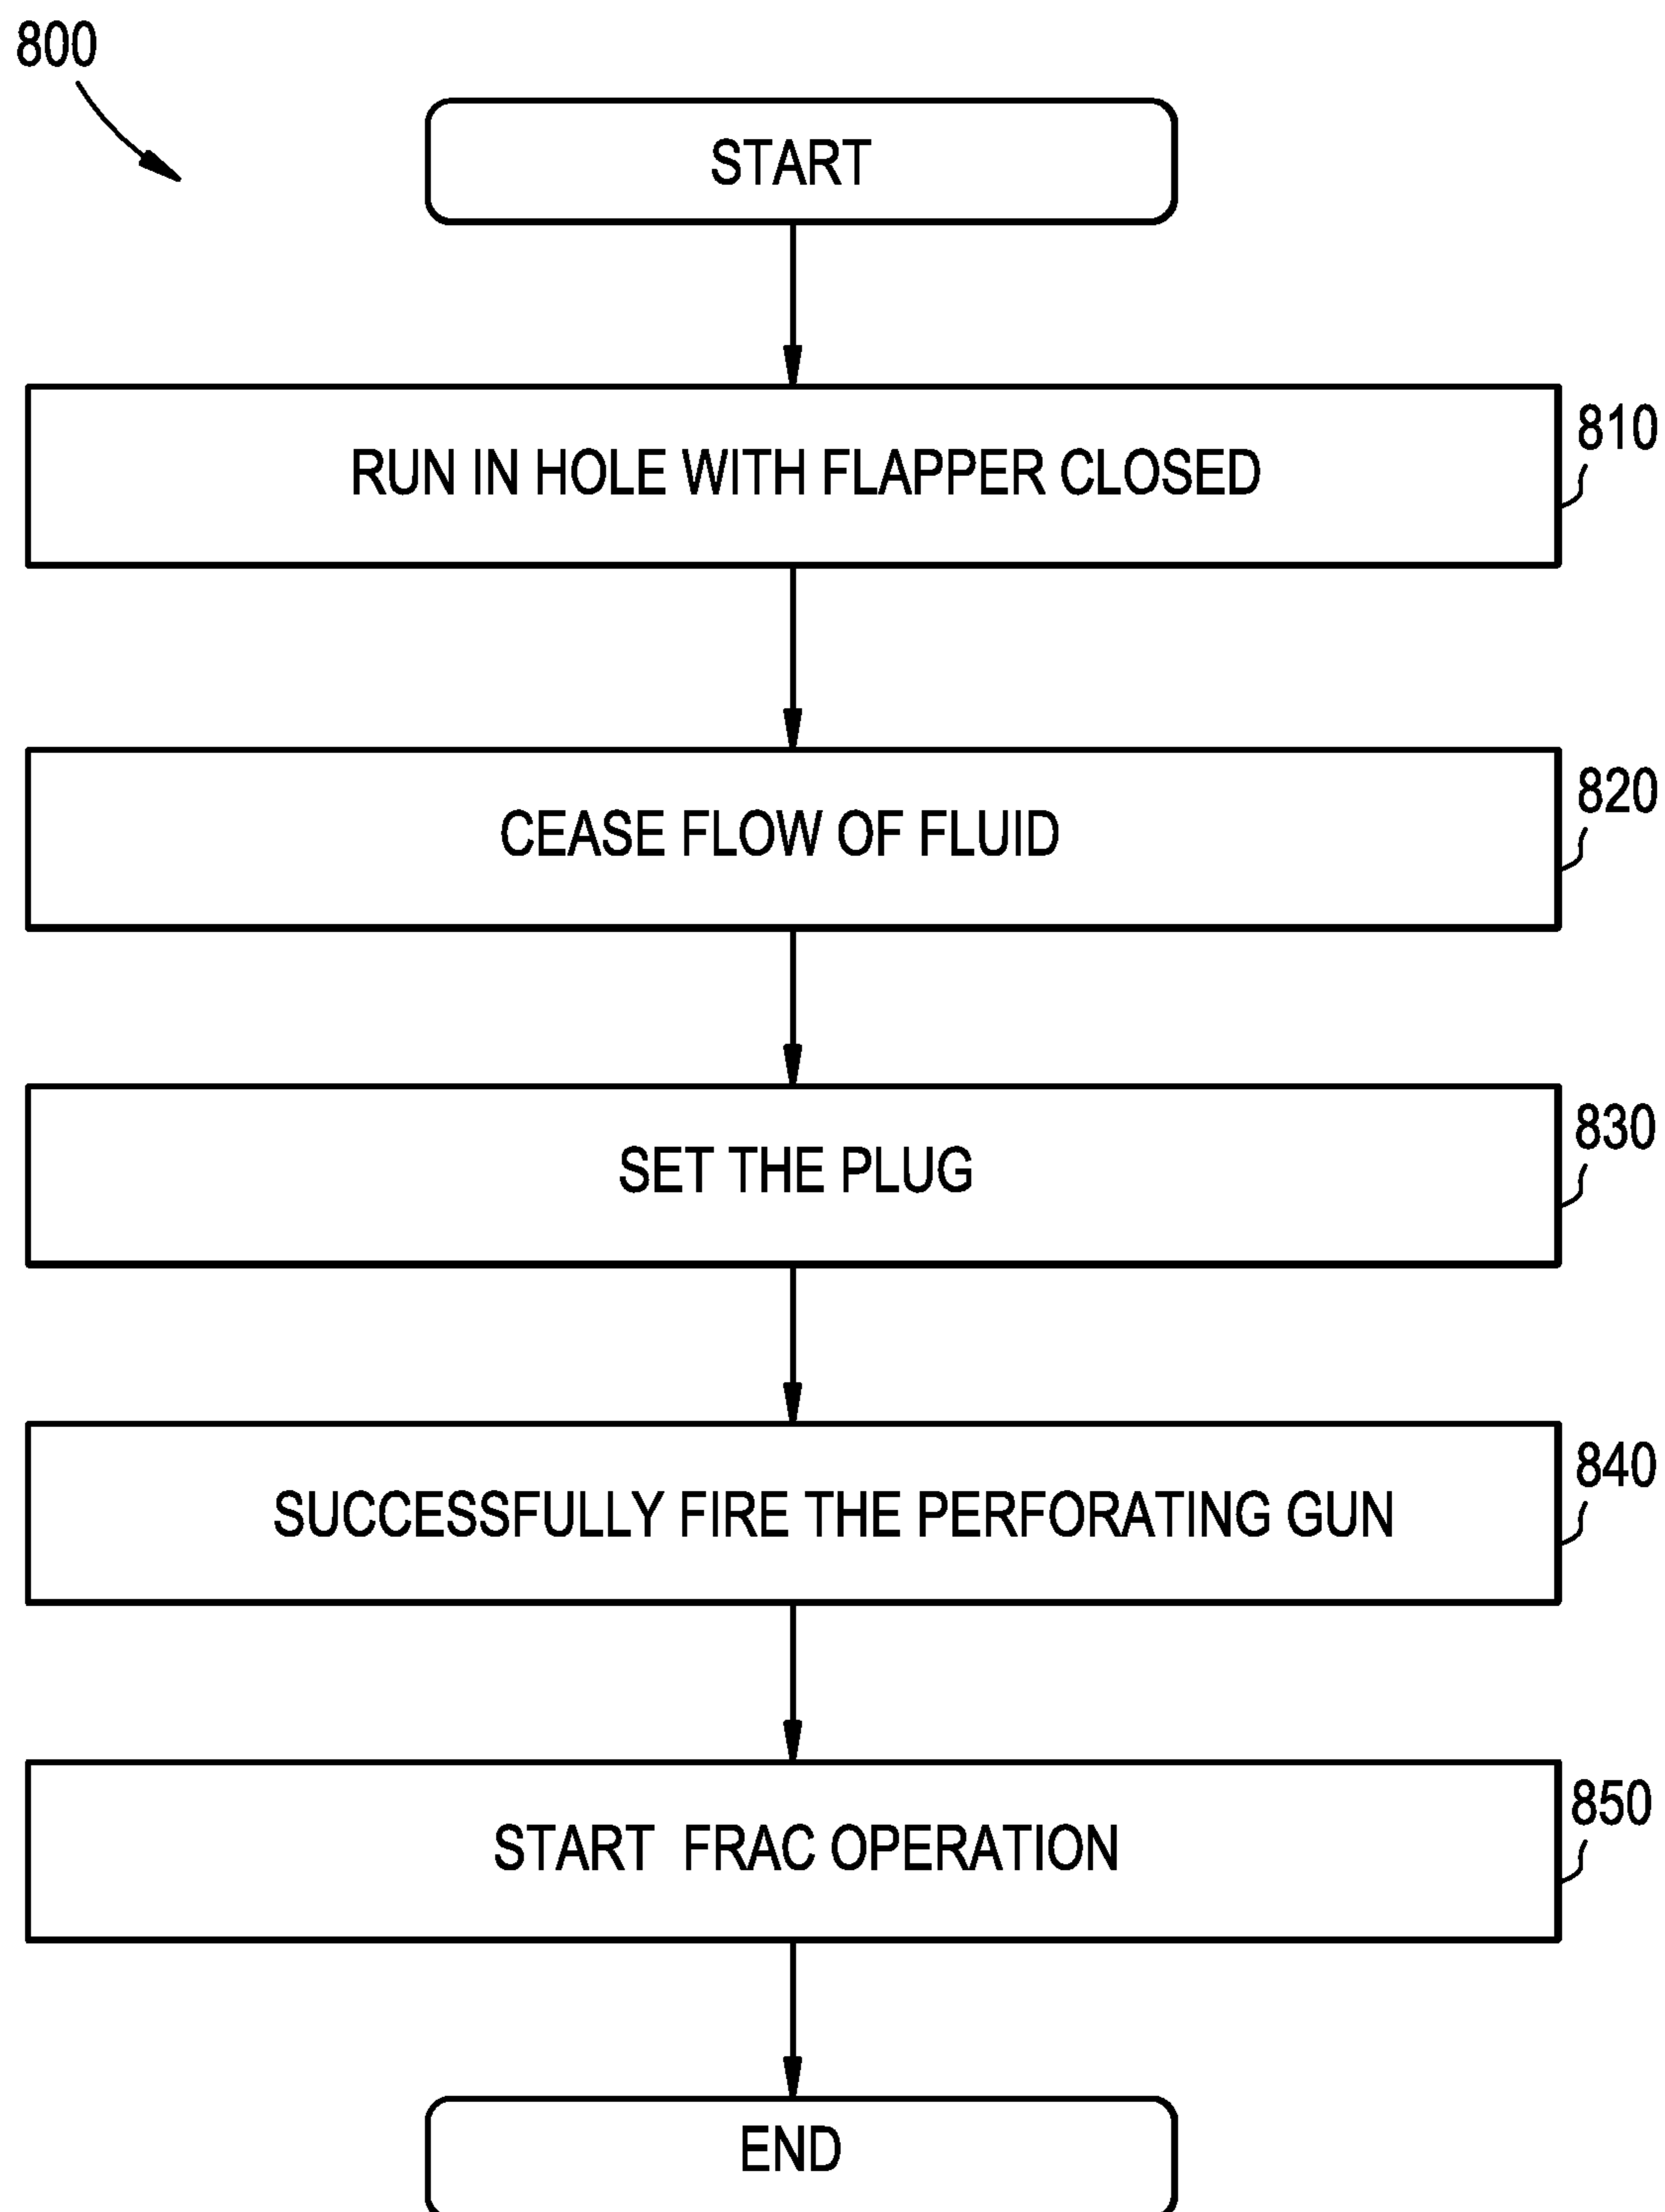 800
START
RUN IN HOLE WITH FLAPPER CLOSED
810
CEASE FLOW OF FLUID
820
SET THE PLUG
830
SUCCESSFULLY FIRE THE PERFORATING GUN
840
START FRAC OPERATION
850
END